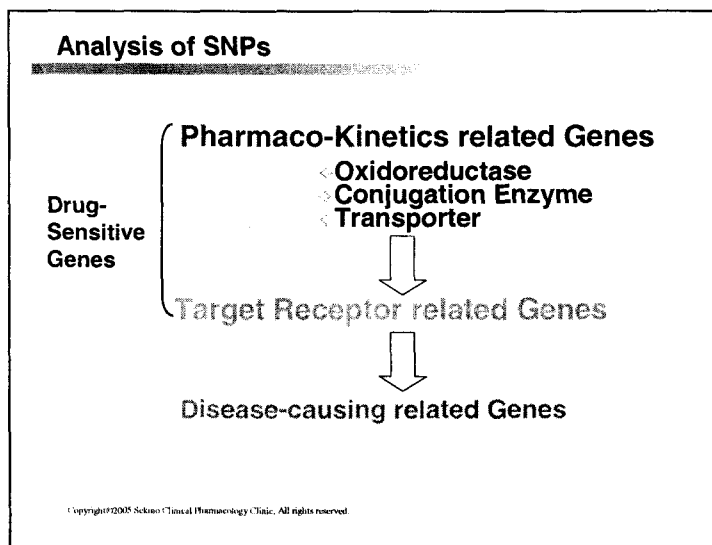 Analysis of SNPs
Pharmaco-Kinetics related Genes
Oxidoreductase
Conjugation Enzyme
Transporter
Drug-
Sensitive
Genes
Target Receptor related Genes
Disease-causing related Genes
Copyright©2005 Sekino Clinical Pharmacology Clinic, All rights reserved.